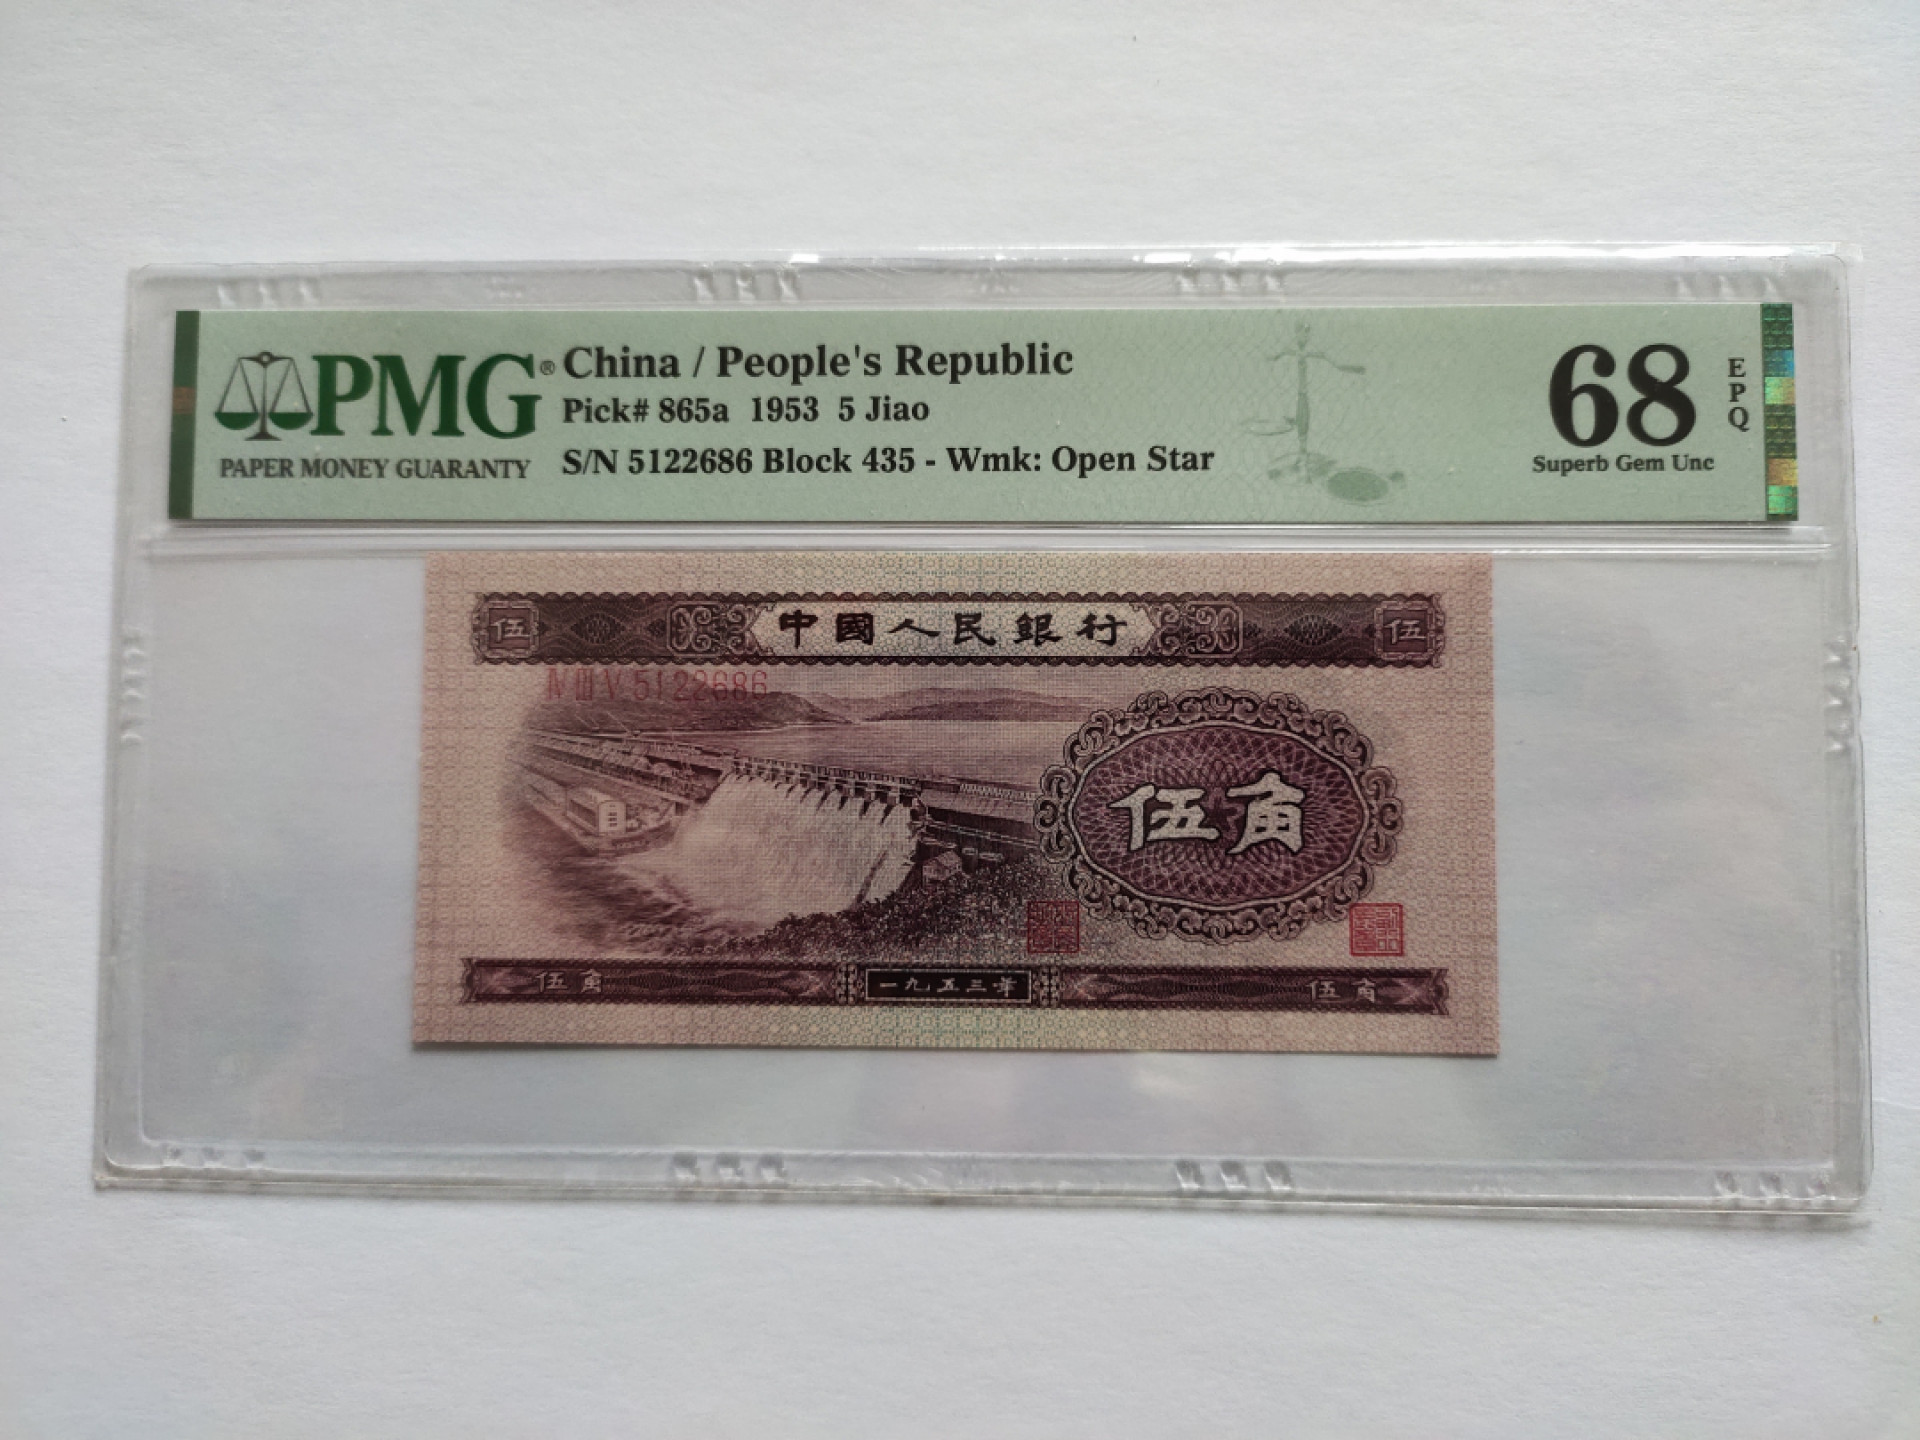 PMG®
PAPER MONEY GUARANTY
China / People's Republic
Pick# 865a 1953 5 Jiao
S/N 5122686 Block 435 - Wmk: Open Star
68
EPQ
Superb Gem Unc
伍 中國人民銀行 伍
Ⅳ Ⅲ Ⅴ 5122686
伍角
伍角 一九五三年 伍角